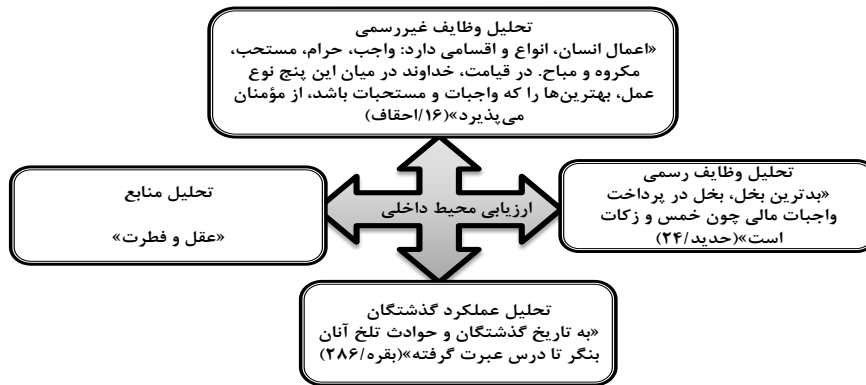 تحلیل وظایف غیررسمی
«اعمال انسان، انواع و اقسامی دارد: واجب، حرام، مستحب،
مکروه و مباح. در قیامت، خداوند در میان این پنج نوع
عمل، بهترین‌ها را که واجبات و مستحبات باشد، از مؤمنان
می‌پذیرد»(۱۶/احقاف)
تحلیل وظایف رسمی
«بدترین بخل، بخل در پرداخت
واجبات مالی چون خمس و زکات
است»(حدید/۲۴)
ارزیابی محیط داخلی
تحلیل منابع
«عقل و فطرت»
تحلیل عملکرد گذشتگان
«به تاریخ گذشتگان و حوادث تلخ آنان
بنگر تا درس عبرت گرفته»(بقره/۲۸۶)